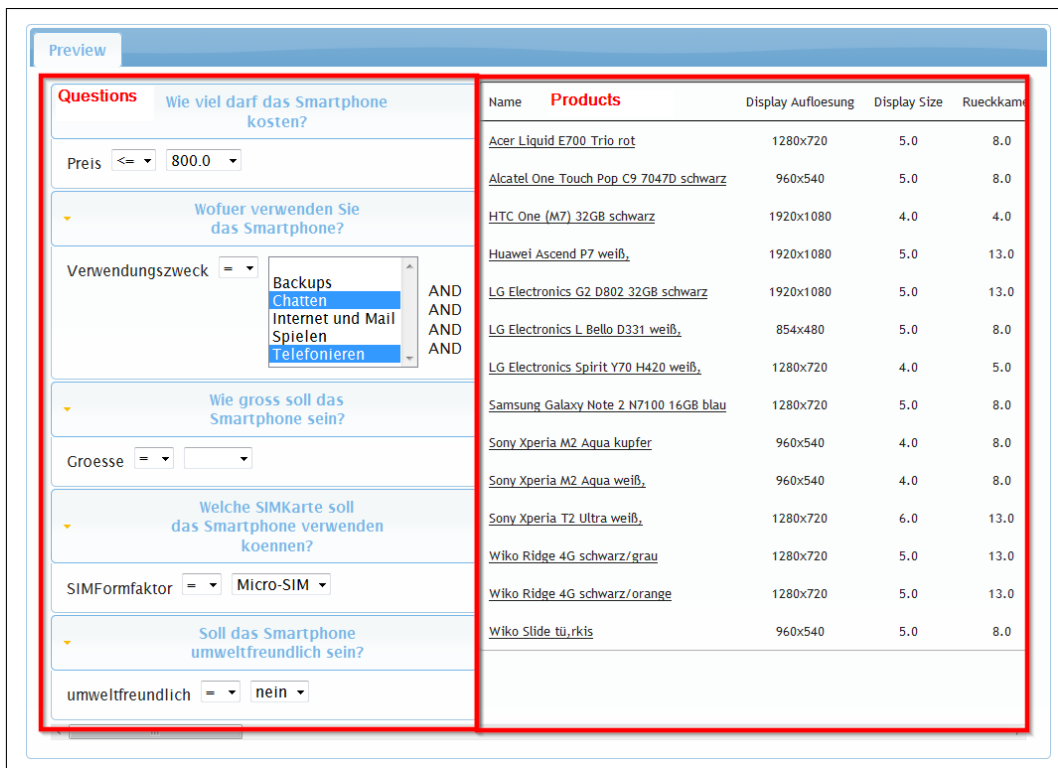 Preview
Questions
Wie viel darf das Smartphone
kosten?
Preis <= 800.0
Wofuer verwenden Sie
das Smartphone?
Verwendungszweck =
Backups
Chatten
Internet und Mail
Spielen
Telefonieren
AND
AND
AND
AND
Wie gross soll das
Smartphone sein?
Groesse =
Welche SIMKarte soll
das Smartphone verwenden
koennen?
SIMFormfaktor = Micro-SIM
Soll das Smartphone
umweltfreundlich sein?
umweltfreundlich = nein
Name Products Display Aufloesung Display Size Rueckkame
Acer Liquid E700 Trio rot 1280x720 5.0 8.0
Alcatel One Touch Pop C9 7047D schwarz 960x540 5.0 8.0
HTC One (M7) 32GB schwarz 1920x1080 4.0 4.0
Huawei Ascend P7 weiß, 1920x1080 5.0 13.0
LG Electronics G2 D802 32GB schwarz 1920x1080 5.0 13.0
LG Electronics L Bello D331 weiß, 854x480 5.0 8.0
LG Electronics Spirit Y70 H420 weiß, 1280x720 4.0 5.0
Samsung Galaxy Note 2 N7100 16GB blau 1280x720 5.0 8.0
Sony Xperia M2 Aqua kupfer 960x540 4.0 8.0
Sony Xperia M2 Aqua weiß, 960x540 4.0 8.0
Sony Xperia T2 Ultra weiß, 1280x720 6.0 13.0
Wiko Ridge 4G schwarz/grau 1280x720 5.0 13.0
Wiko Ridge 4G schwarz/orange 1280x720 5.0 13.0
Wiko Slide tü,rkis 960x540 5.0 8.0